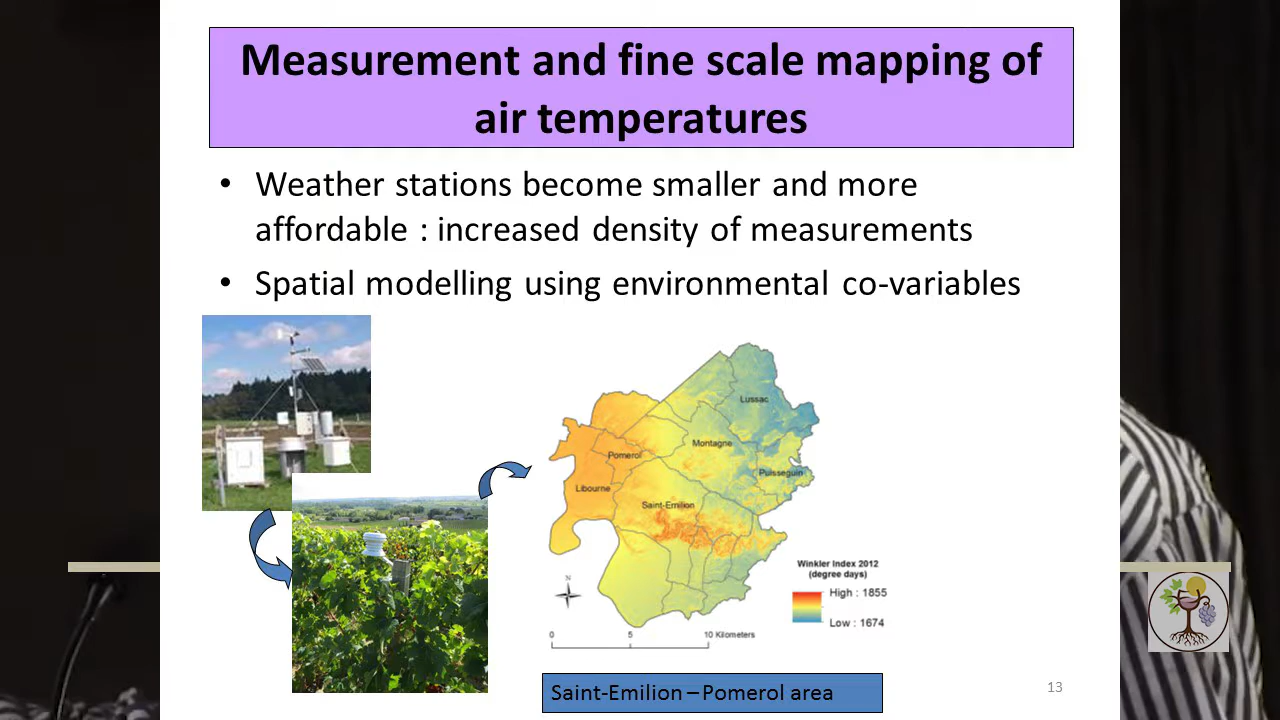 Measurement and fine scale mapping of
air temperatures
• Weather stations become smaller and more
affordable : increased density of measurements
• Spatial modelling using environmental co-variables
Lussac
Montagne
Pomerol
Puisseguin
Libourne
Saint-Emilion
Winkler Index 2012
(degree days)
High : 1855
Low : 1674
N
0 5 10 Kilometers
Saint-Emilion – Pomerol area
13